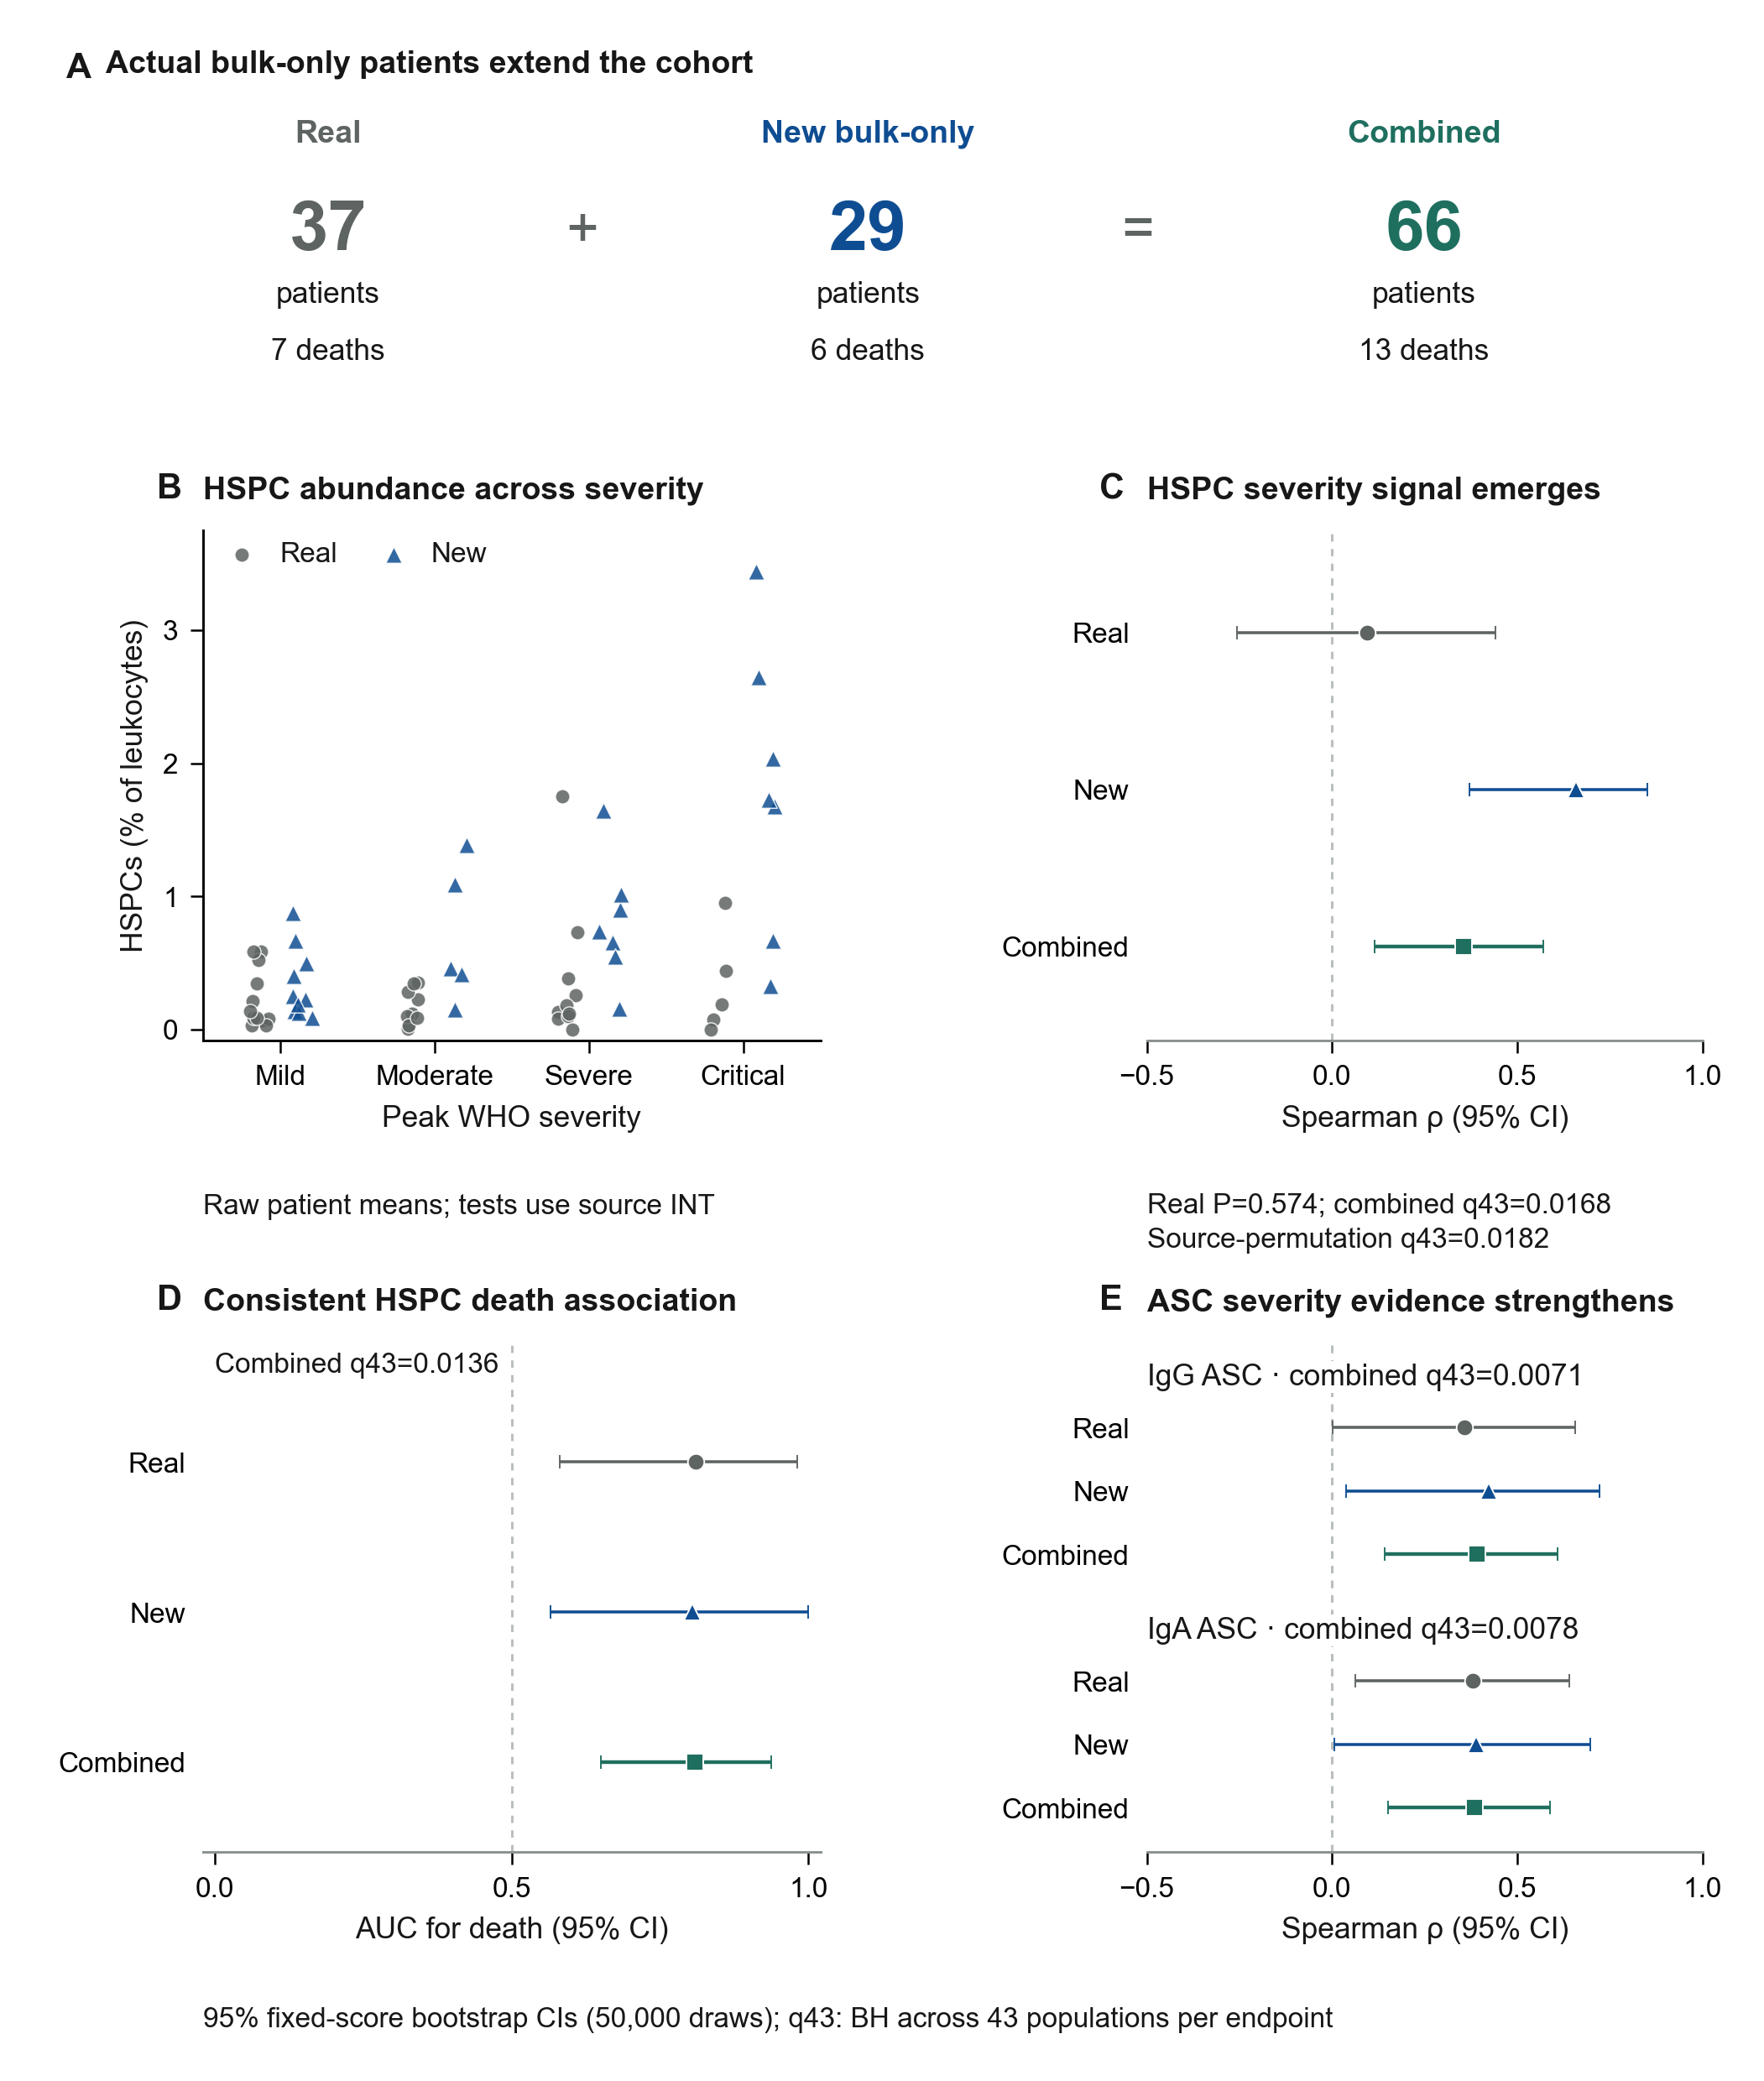 A Actual bulk-only patients extend the cohort
Real
New bulk-only
Combined
37 + 29 = 66
patients
patients
patients
7 deaths
6 deaths
13 deaths
B HSPC abundance across severity
Real
New
HSPCs (% of leukocytes)
3
2
1
0
Mild
Moderate
Severe
Critical
Peak WHO severity
Raw patient means; tests use source INT
C HSPC severity signal emerges
Real
New
Combined
−0.5
0.0
0.5
1.0
Spearman ρ (95% CI)
Real P=0.574; combined q43=0.0168
Source-permutation q43=0.0182
D Consistent HSPC death association
Combined q43=0.0136
Real
New
Combined
0.0
0.5
1.0
AUC for death (95% CI)
E ASC severity evidence strengthens
IgG ASC · combined q43=0.0071
Real
New
Combined
IgA ASC · combined q43=0.0078
Real
New
Combined
−0.5
0.0
0.5
1.0
Spearman ρ (95% CI)
95% fixed-score bootstrap CIs (50,000 draws); q43: BH across 43 populations per endpoint